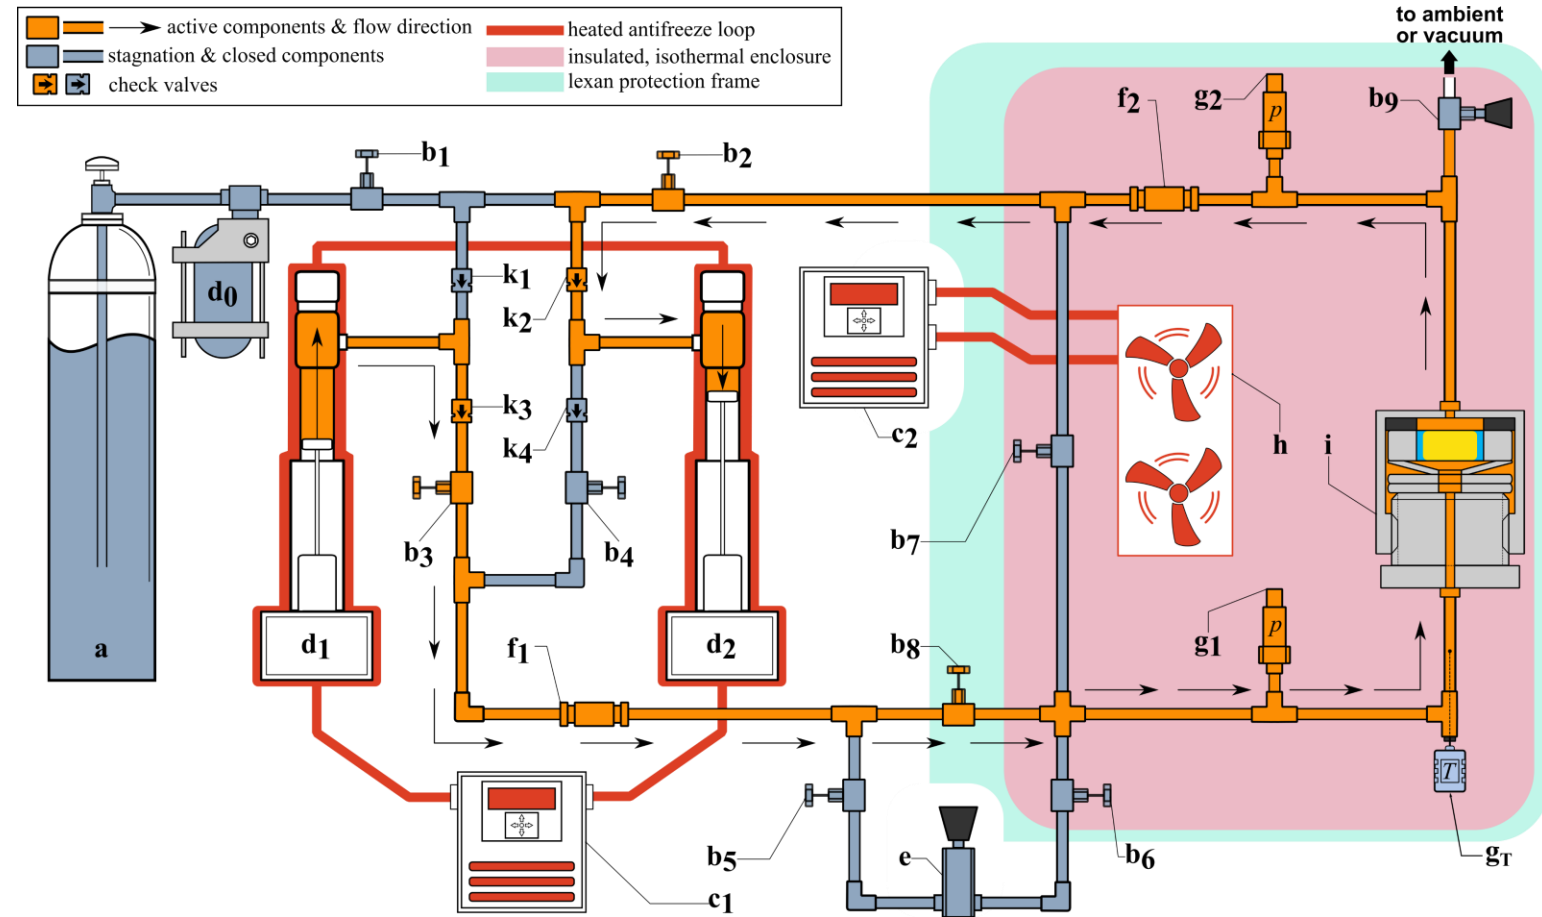 active components & flow direction
stagnation & closed components
check valves
heated antifreeze loop
insulated, isothermal enclosure
lexan protection frame
to ambient
or vacuum
g2
f2
p
b9
b1
b2
k1
d0
k2
k3
c2
k4
h
i
b3
b4
b7
a
d1
d2
f1
b8
g1
p
T
b5
e
b6
gT
c1